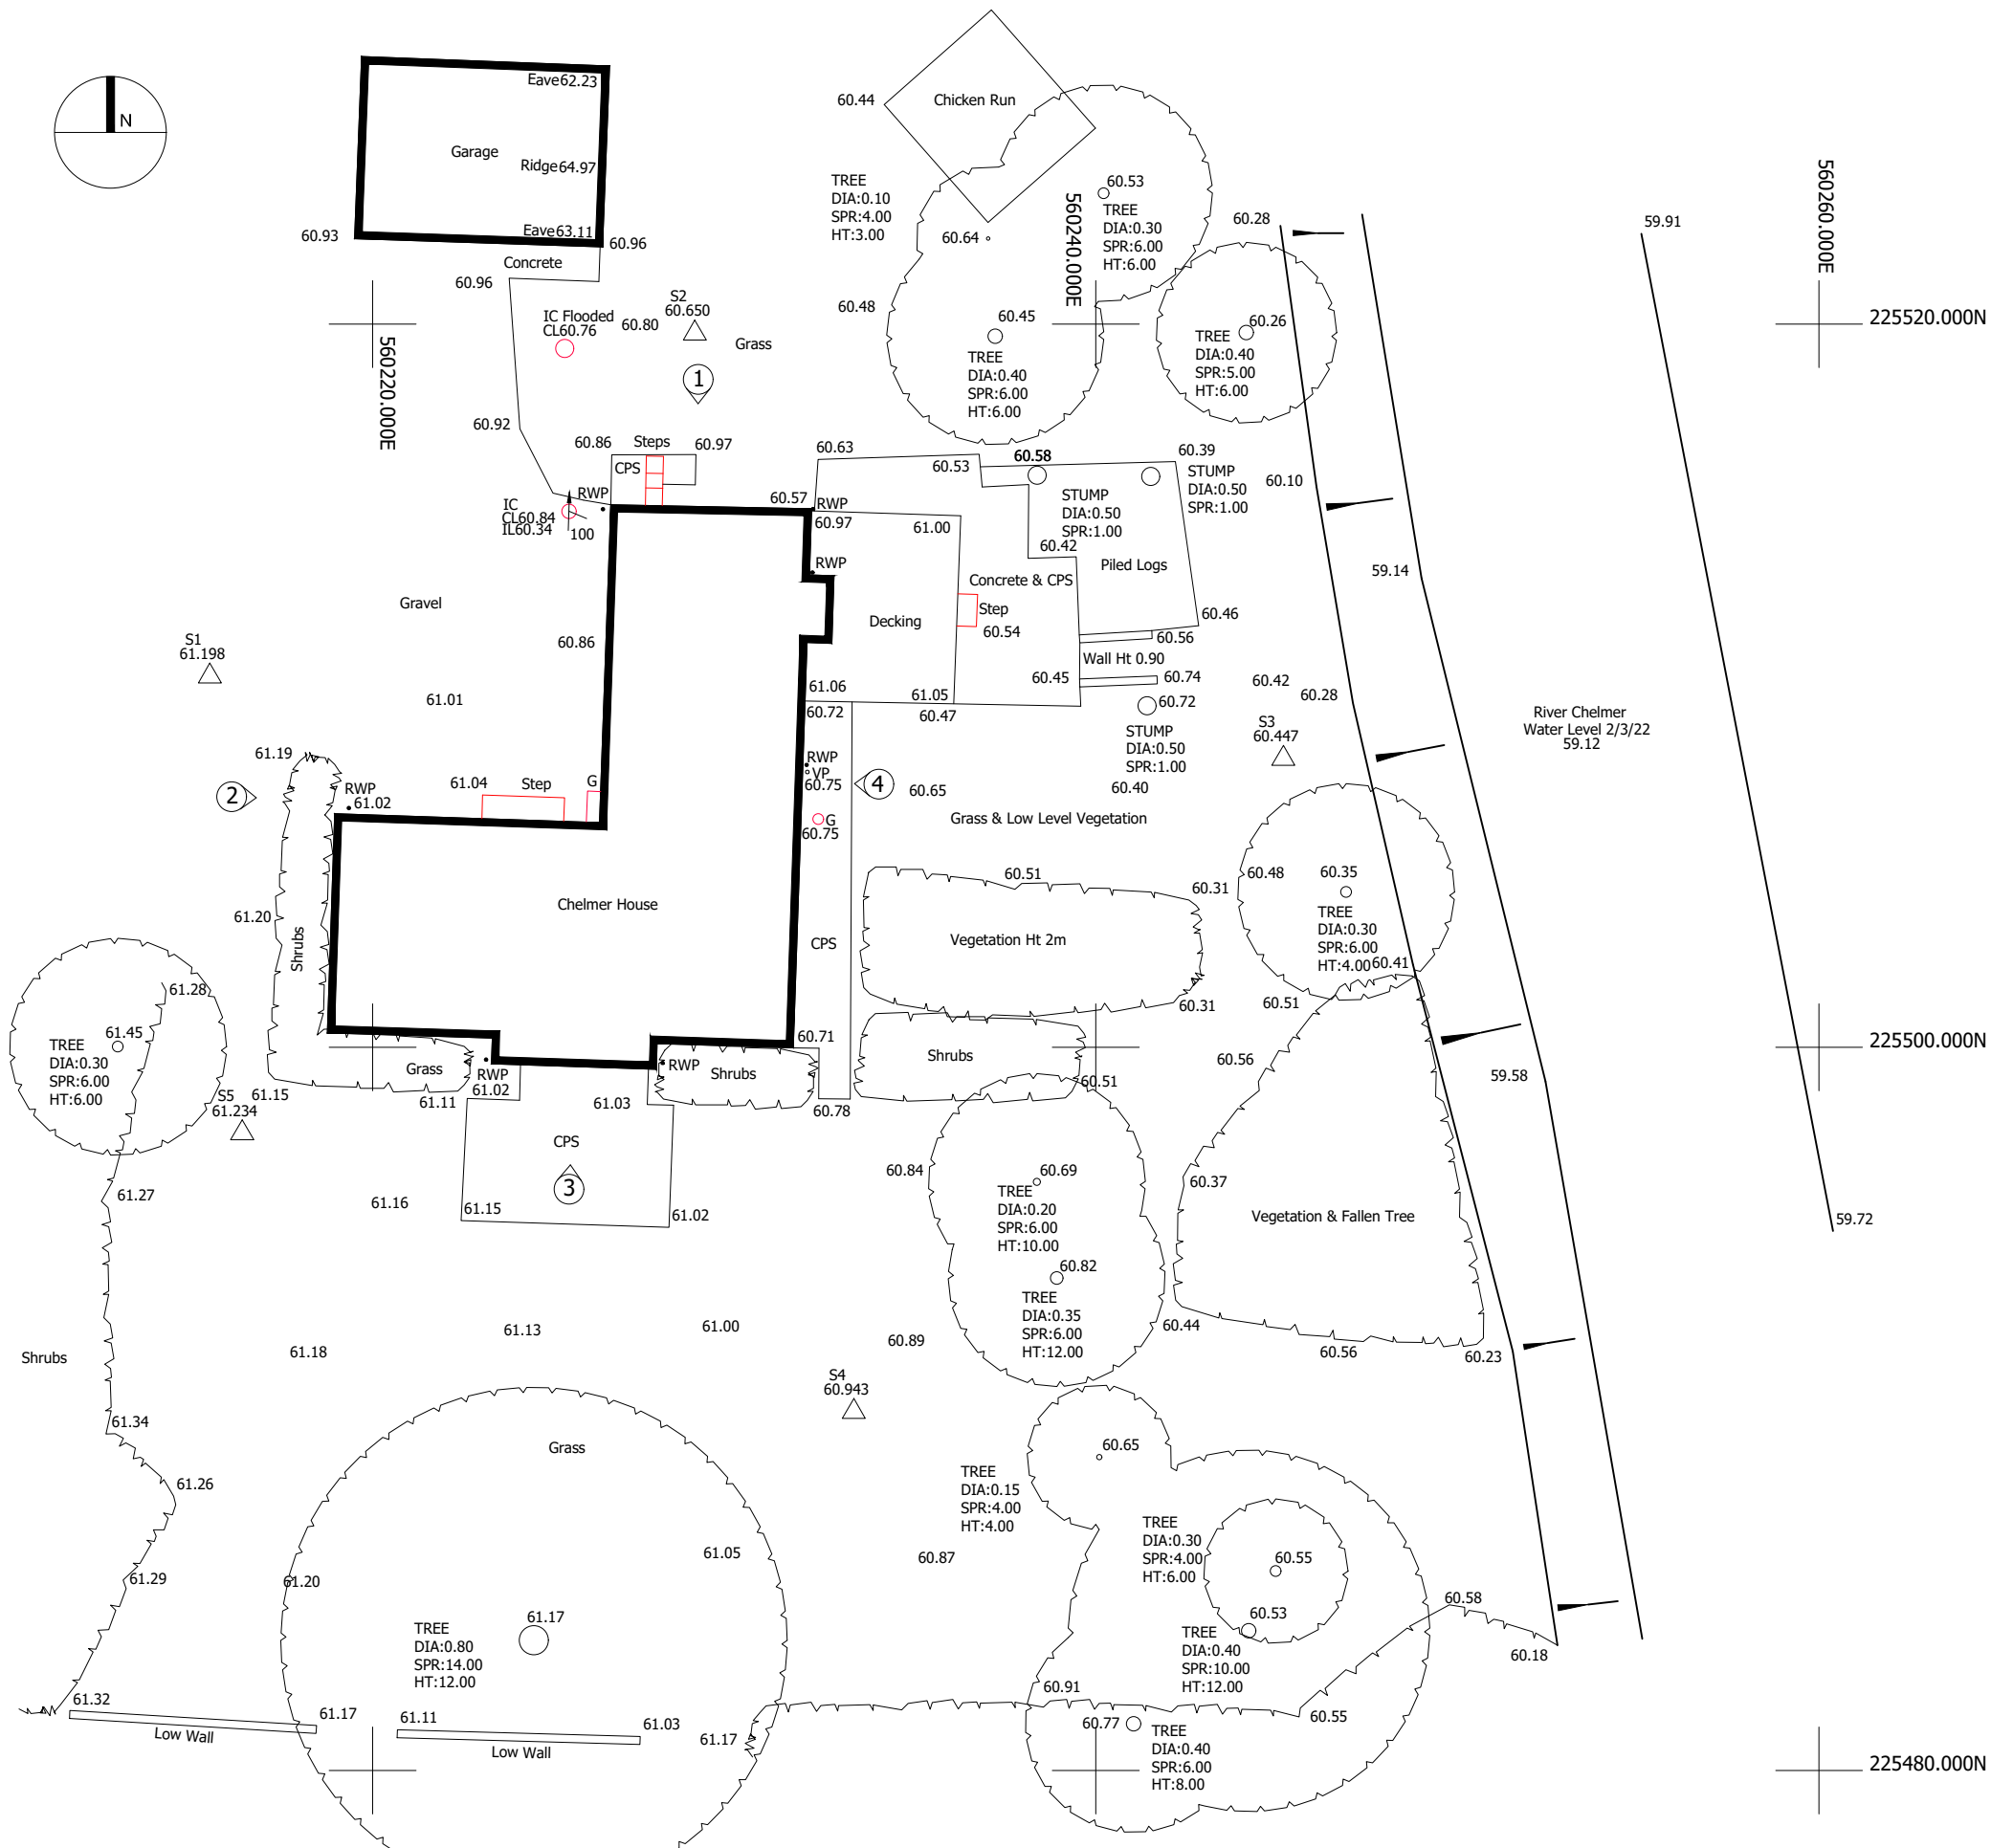 N
Eave62.23
Garage
Ridge64.97
Eave63.11
60.93
60.96
Concrete
60.96
60.44
Chicken Run
TREE
DIA:0.10
SPR:4.00
HT:3.00
60.64
60.53
TREE
DIA:0.30
SPR:6.00
HT:6.00
560240.000E
60.28
59.91
560260.000E
225520.000N
560220.000E
IC Flooded
CL60.76
60.80
S2
60.650
Grass
1
60.48
60.45
TREE
DIA:0.40
SPR:6.00
HT:6.00
60.26
TREE
DIA:0.40
SPR:5.00
HT:6.00
60.92
60.86
Steps
60.97
CPS
RWP
IC
CL60.84
IL60.34
100
60.57
RWP
60.63
60.53
60.58
60.39
STUMP
DIA:0.50
SPR:1.00
STUMP
DIA:0.50
SPR:1.00
60.10
60.97
61.00
RWP
60.42
Concrete & CPS
Piled Logs
59.14
Gravel
60.86
Decking
Step
60.54
60.46
60.56
Wall Ht 0.90
60.45
60.74
S1
61.198
61.01
61.06
61.05
60.72
60.47
60.72
STUMP
DIA:0.50
SPR:1.00
60.42
60.28
S3
60.447
River Chelmer
Water Level 2/3/22
59.12
61.19
2
RWP
61.02
61.04
Step
G
RWP
VP
60.75
4
60.65
60.40
G
60.75
Grass & Low Level Vegetation
Chelmer House
61.20
Shrubs
CPS
60.51
60.31
Vegetation Ht 2m
60.31
60.48
60.35
TREE
DIA:0.30
SPR:6.00
HT:4.00
60.41
60.51
61.28
61.45
TREE
DIA:0.30
SPR:6.00
HT:6.00
S5
61.234
61.15
Grass
61.11
RWP
61.02
61.03
RWP
Shrubs
60.71
60.78
Shrubs
60.51
60.56
59.58
225500.000N
CPS
3
61.15
61.02
61.27
61.16
60.84
60.69
TREE
DIA:0.20
SPR:6.00
HT:10.00
60.37
Vegetation & Fallen Tree
59.72
60.82
TREE
DIA:0.35
SPR:6.00
HT:12.00
60.44
60.56
60.23
Shrubs
61.18
61.13
61.00
60.89
S4
60.943
61.34
Grass
61.26
60.65
TREE
DIA:0.15
SPR:4.00
HT:4.00
TREE
DIA:0.30
SPR:4.00
HT:6.00
60.55
61.29
61.20
61.05
60.87
61.17
TREE
DIA:0.80
SPR:14.00
HT:12.00
60.53
TREE
DIA:0.40
SPR:10.00
HT:12.00
60.58
60.18
61.32
61.17
Low Wall
61.11
61.03
Low Wall
61.17
60.91
60.55
60.77
TREE
DIA:0.40
SPR:6.00
HT:8.00
225480.000N